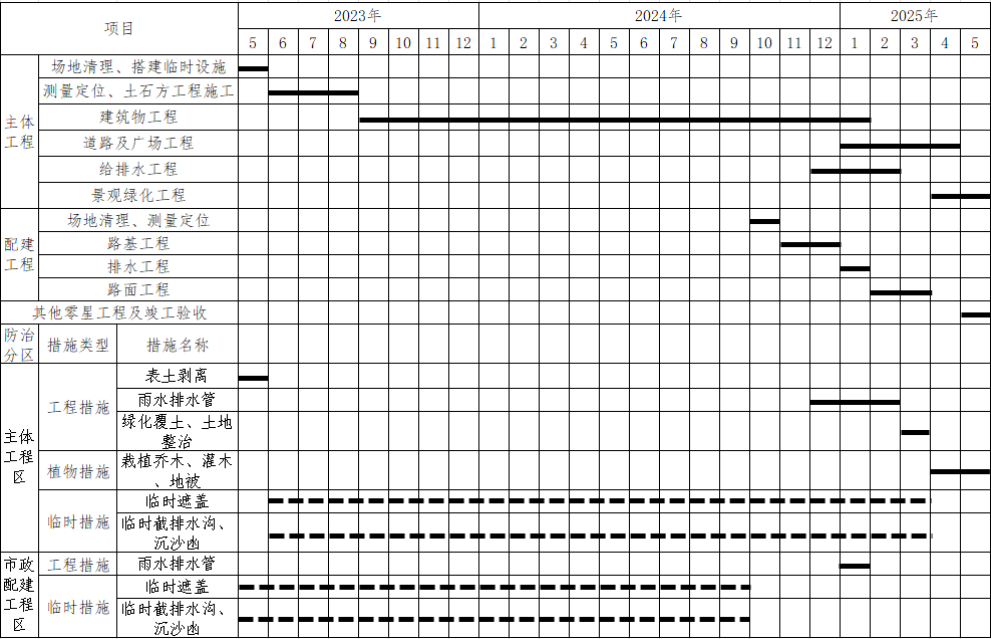 项目
2023年
2024年
2025年
5 6 7 8 9 10 11 12 1 2 3 4 5 6 7 8 9 10 11 12 1 2 3 4 5
主体
工程
场地清理、搭建临时设施
测量定位、土石方工程施工
建筑物工程
道路及广场工程
给排水工程
景观绿化工程
配建
工程
场地清理、测量定位
路基工程
排水工程
路面工程
其他零星工程及竣工验收
防治
分区
措施类型
措施名称
主体
工程
区
工程措施
表土剥离
雨水排水管
绿化覆土、土地
整治
植物措施
栽植乔木、灌木
、地被
临时措施
临时遮盖
临时截排水沟、
沉沙凼
市政
配建
工程
区
工程措施
雨水排水管
临时措施
临时遮盖
临时截排水沟、
沉沙凼